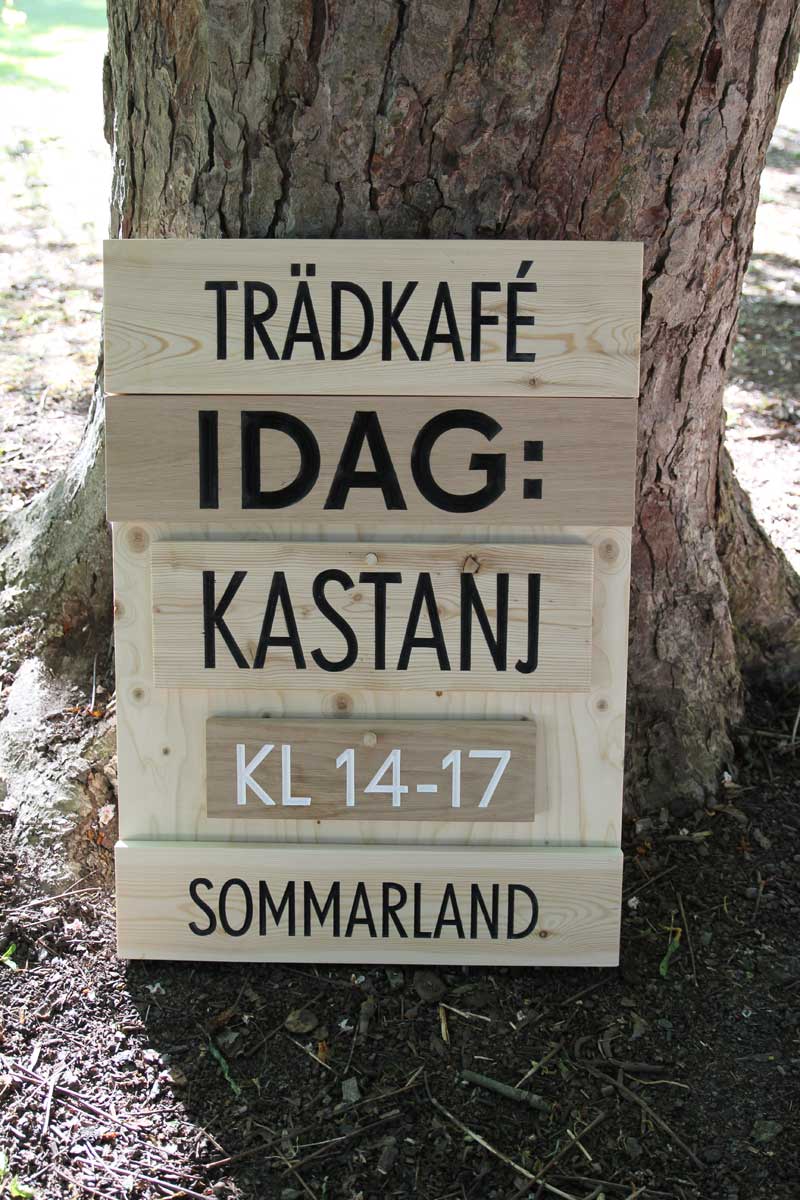 TRÄDKAFÉ
IDAG:
KASTANJ
KL 14-17
SOMMARLAND